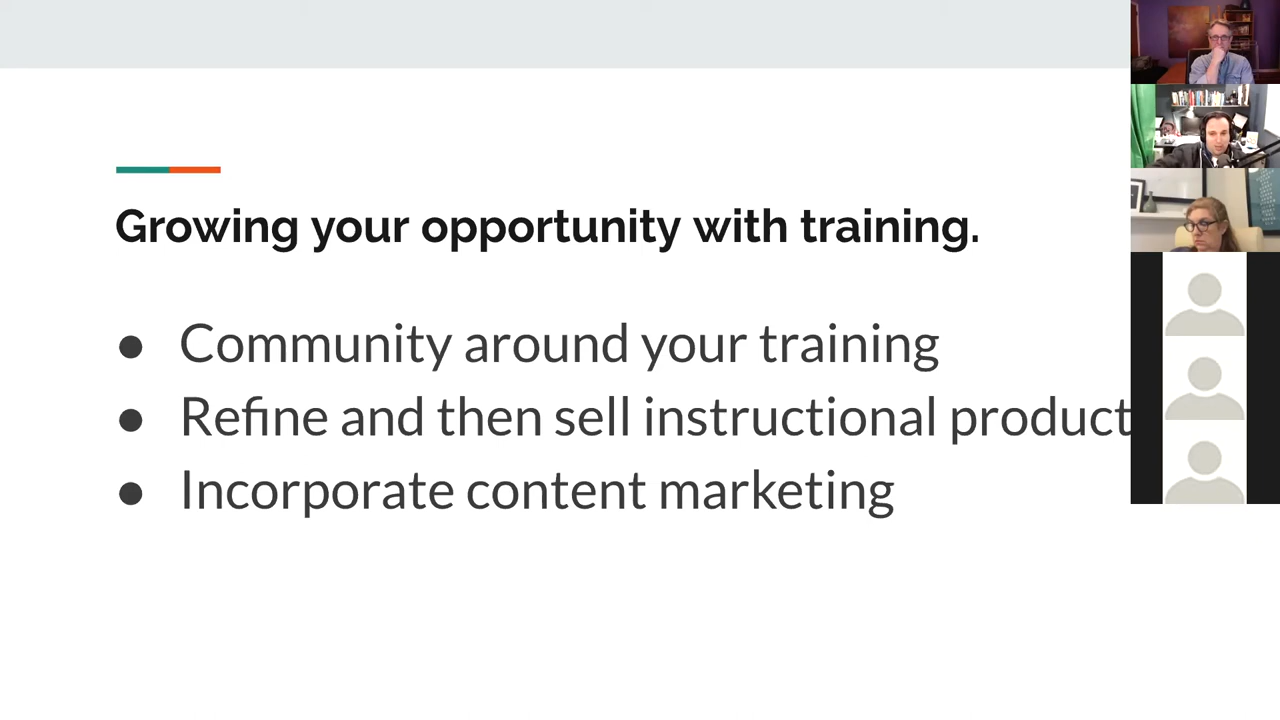 Growing your opportunity with training.
● Community around your training
● Refine and then sell instructional product
● Incorporate content marketing